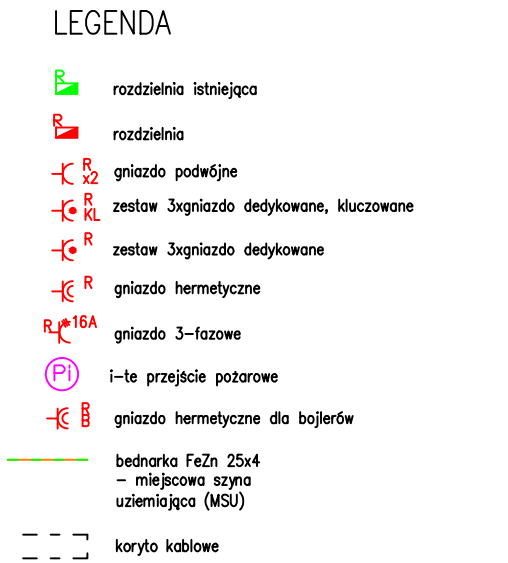 LEGENDA
R rozdzielnia istniejąca
R rozdzielnia
R x2 gniazdo podwójne
R KL zestaw 3xgniazdo dedykowane, kluczowane
R zestaw 3xgniazdo dedykowane
R gniazdo hermetyczne
R *16A gniazdo 3-fazowe
Pi i-te przejście pożarowe
R B gniazdo hermetyczne dla bojlerów
bednarka FeZn 25x4
- miejscowa szyna
uziemiająca (MSU)
koryto kablowe